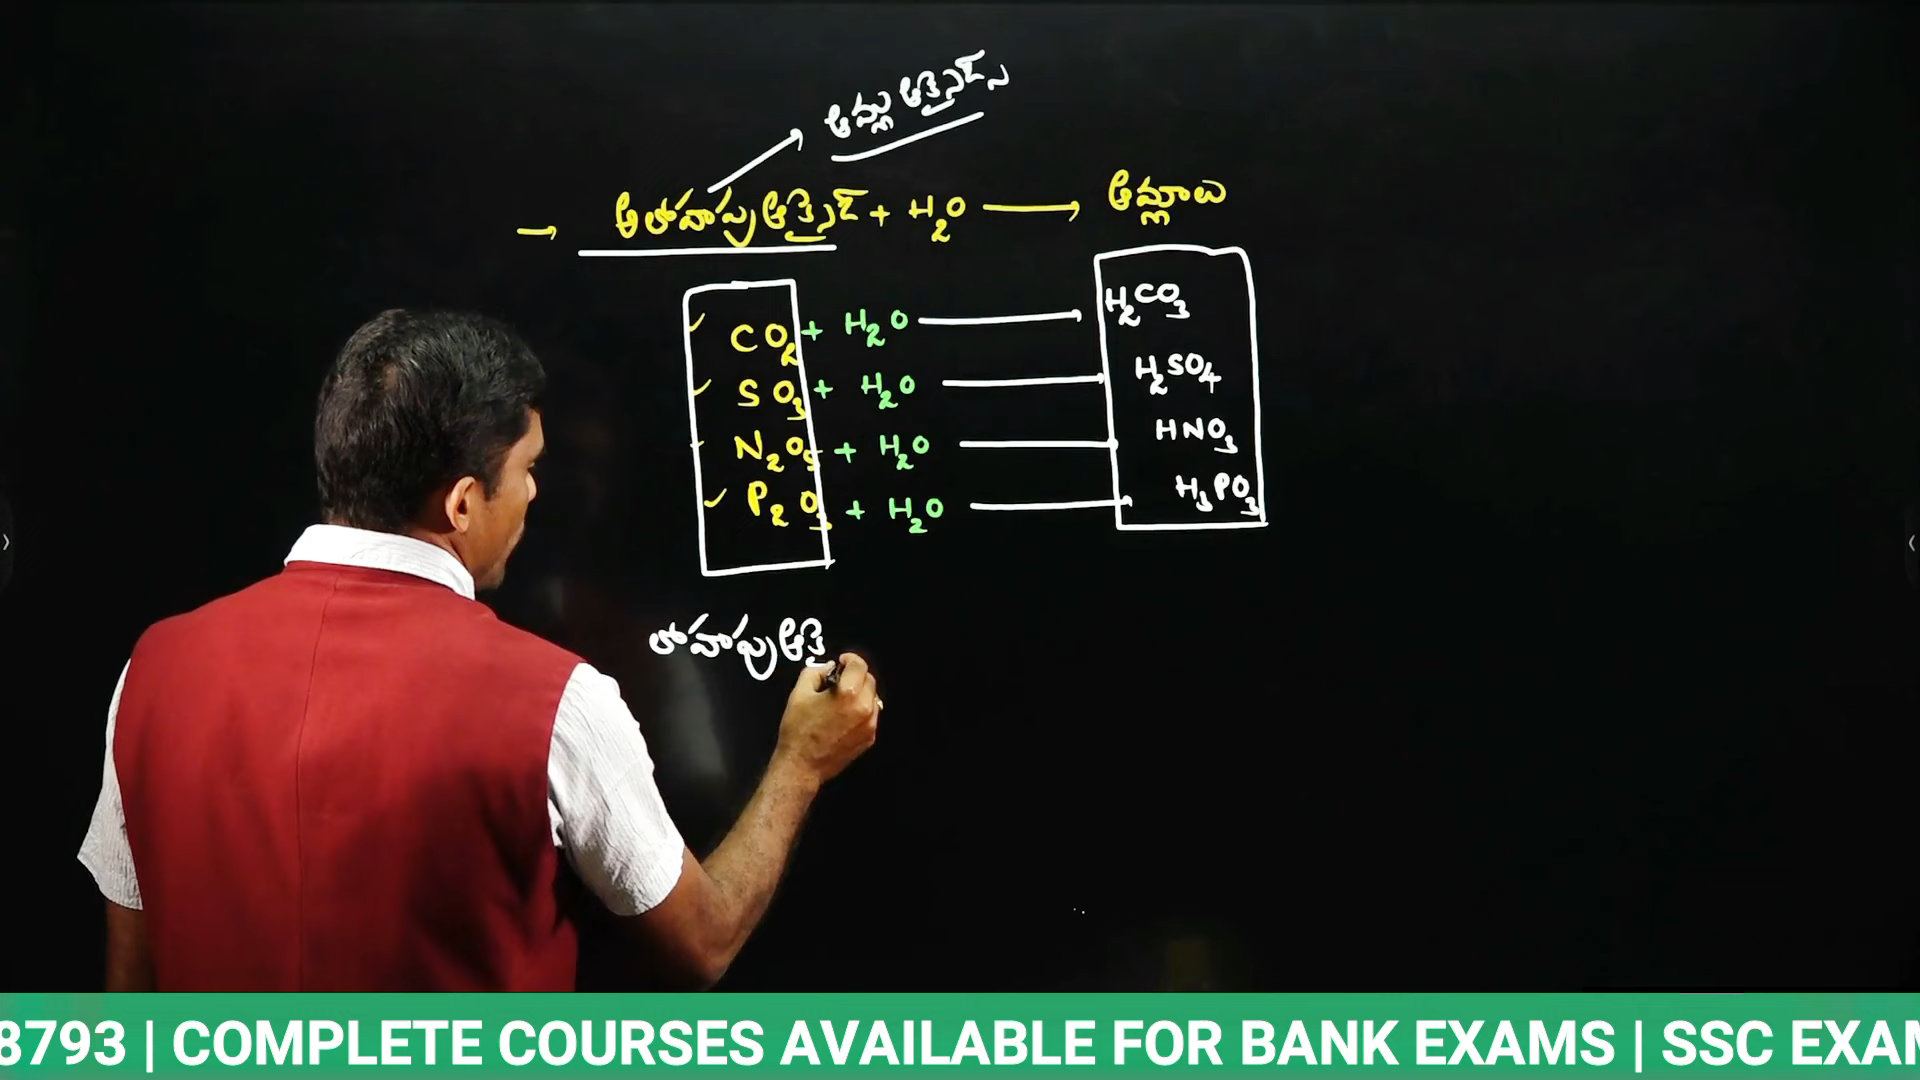 ఆమ్ల ఆక్సైడ్స్
→ అలోహపు ఆక్సైడ్ + H₂O → ఆమ్లాలు
CO₂ + H₂O → H₂CO₃
SO₃ + H₂O → H₂SO₄
N₂O₅ + H₂O → HNO₃
P₂O₃ + H₂O → H₃PO₃
లోహపు ఆక్సై
8793 | COMPLETE COURSES AVAILABLE FOR BANK EXAMS | SSC EXAM